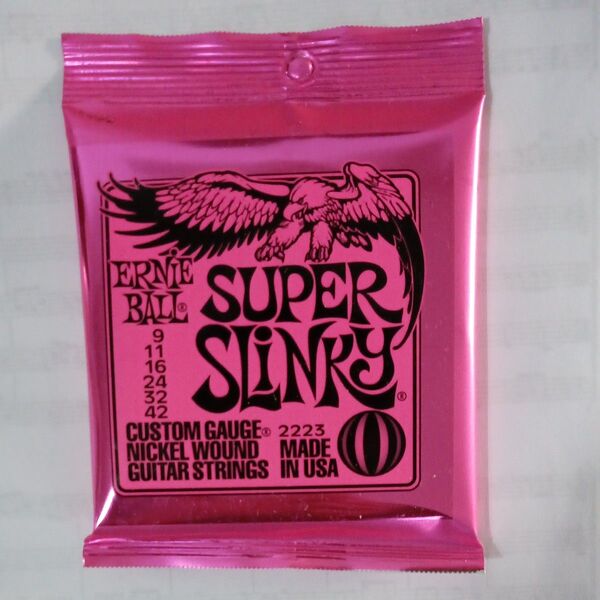 ERNIE
BALL®
SUPER
SLINKY®
9
11
16
24
32
42
CUSTOM GAUGE® 2223
NICKEL WOUND MADE
GUITAR STRINGS IN USA